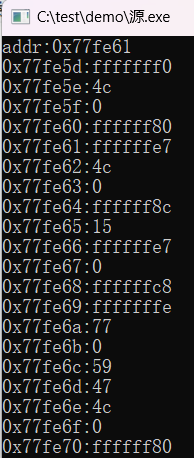 C:\test\demo\源.exe
addr:0x77fe61
0x77fe5d:fffffff0
0x77fe5e:4c
0x77fe5f:0
0x77fe60:ffffff80
0x77fe61:ffffffe7
0x77fe62:4c
0x77fe63:0
0x77fe64:ffffff8c
0x77fe65:15
0x77fe66:ffffffe7
0x77fe67:0
0x77fe68:ffffffc8
0x77fe69:fffffffe
0x77fe6a:77
0x77fe6b:0
0x77fe6c:59
0x77fe6d:47
0x77fe6e:4c
0x77fe6f:0
0x77fe70:ffffff80